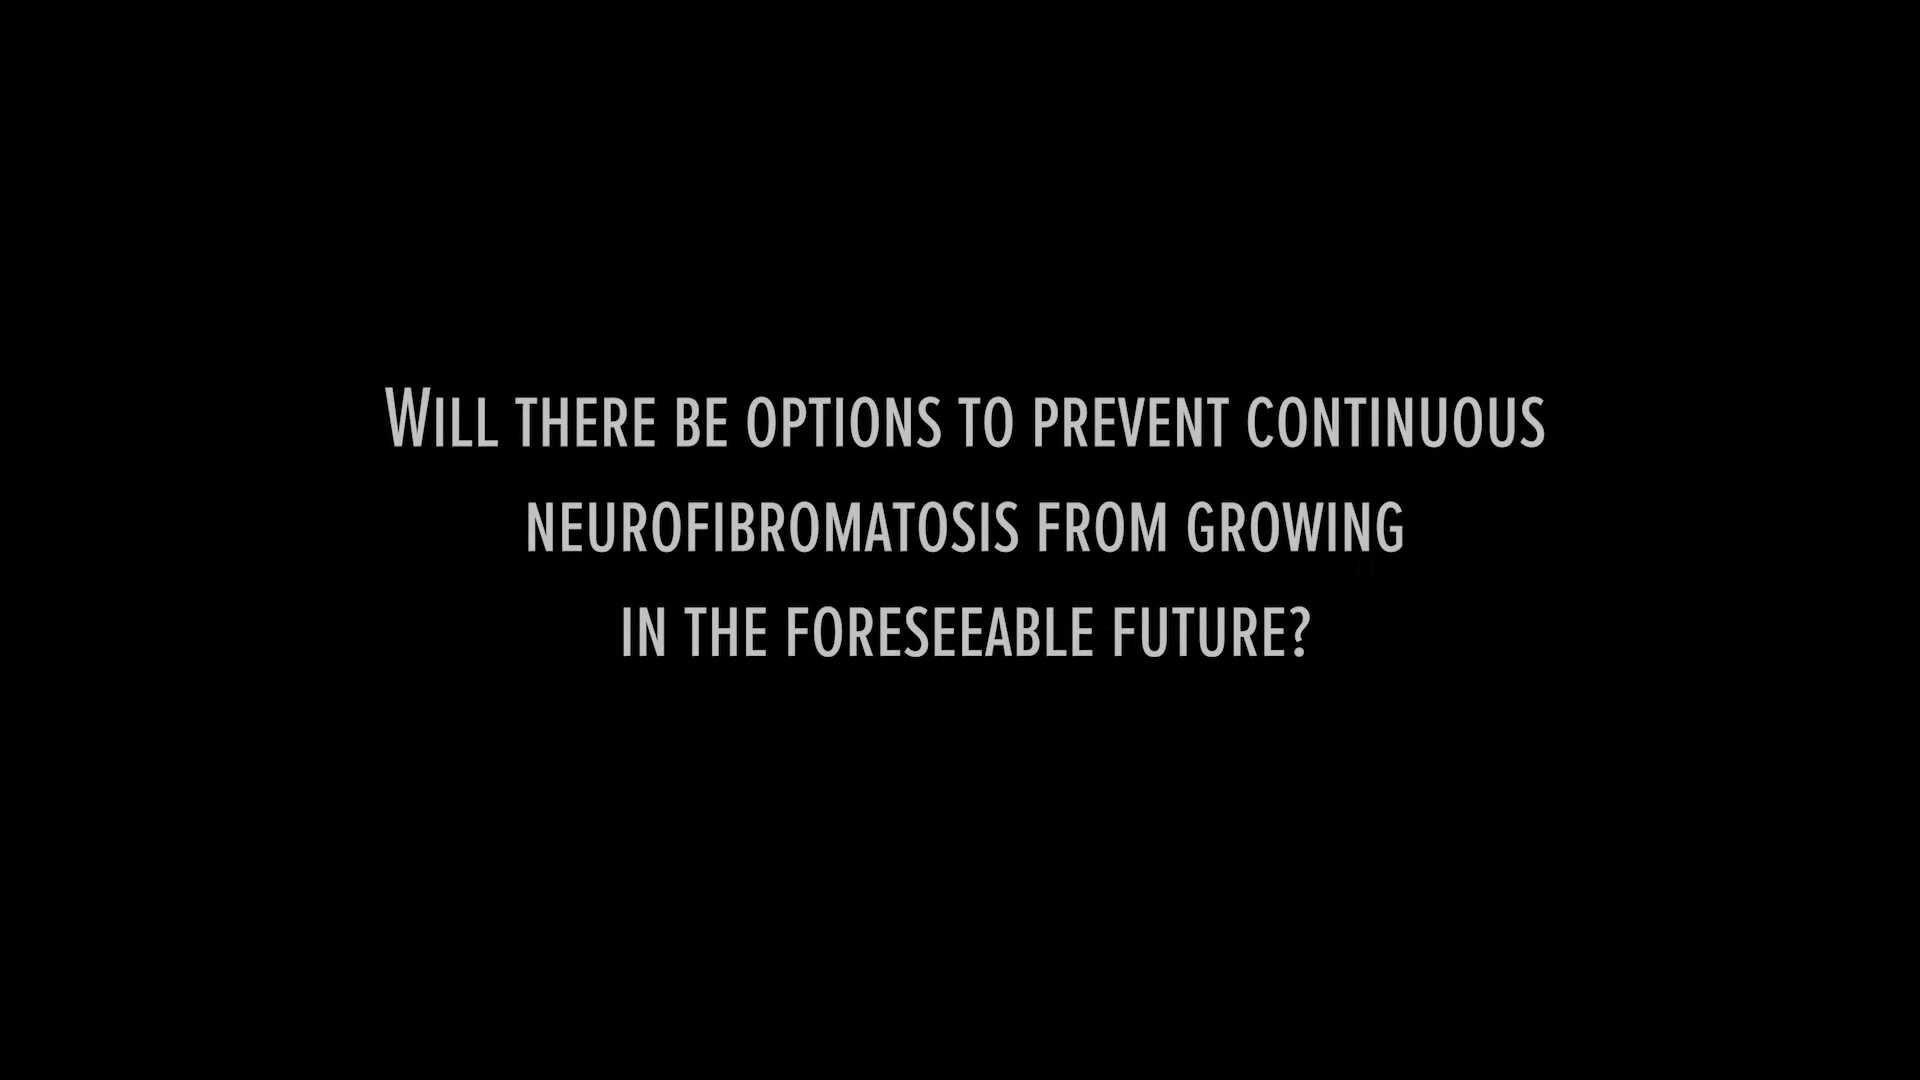 Will there be options to prevent continuous
neurofibromatosis from growing
in the foreseeable future?